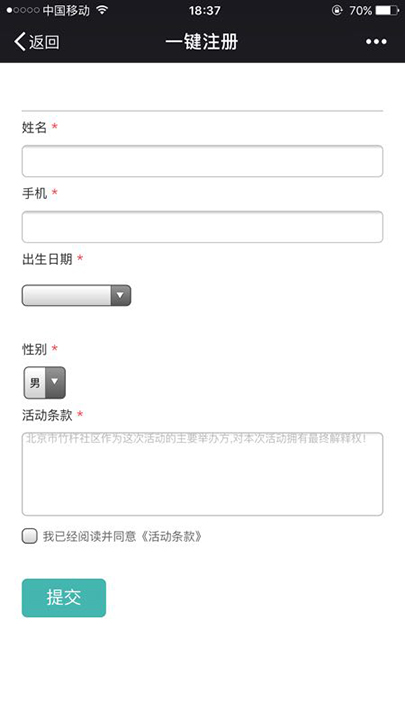 中国移动 18:37 70%
返回 一键注册
姓名 *
手机 *
出生日期 *
性别 *
男
活动条款 *
北京市竹杆社区作为这次活动的主要举办方,对本次活动拥有最终解释权!
我已经阅读并同意《活动条款》
提交